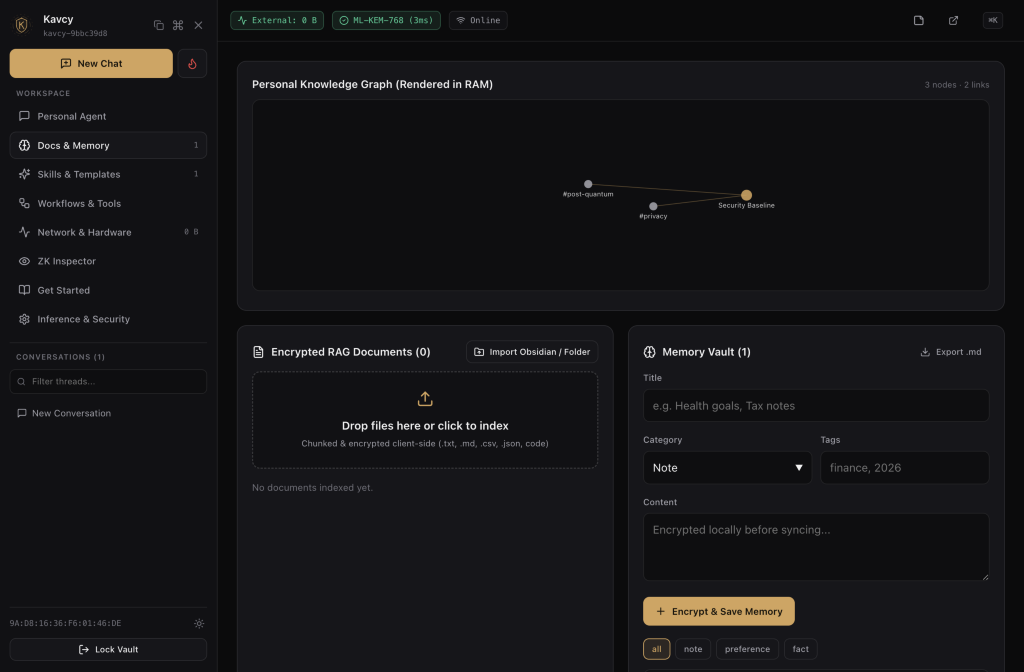 Kavcy
kavcy-9bbc39d8
New Chat
WORKSPACE
Personal Agent
Docs & Memory 1
Skills & Templates 1
Workflows & Tools
Network & Hardware 0 B
ZK Inspector
Get Started
Inference & Security
CONVERSATIONS (1)
Filter threads...
New Conversation
9A:D8:16:36:F6:01:46:DE
Lock Vault
External: 0 B
ML-KEM-768 (3ms)
Online
⌘K
Personal Knowledge Graph (Rendered in RAM)
3 nodes · 2 links
#post-quantum
#privacy
Security Baseline
Encrypted RAG Documents (0)
Import Obsidian / Folder
Drop files here or click to index
Chunked & encrypted client-side (.txt, .md, .csv, .json, code)
No documents indexed yet.
Memory Vault (1)
Export .md
Title
e.g. Health goals, Tax notes
Category
Tags
Note
finance, 2026
Content
Encrypted locally before syncing...
Encrypt & Save Memory
all
note
preference
fact